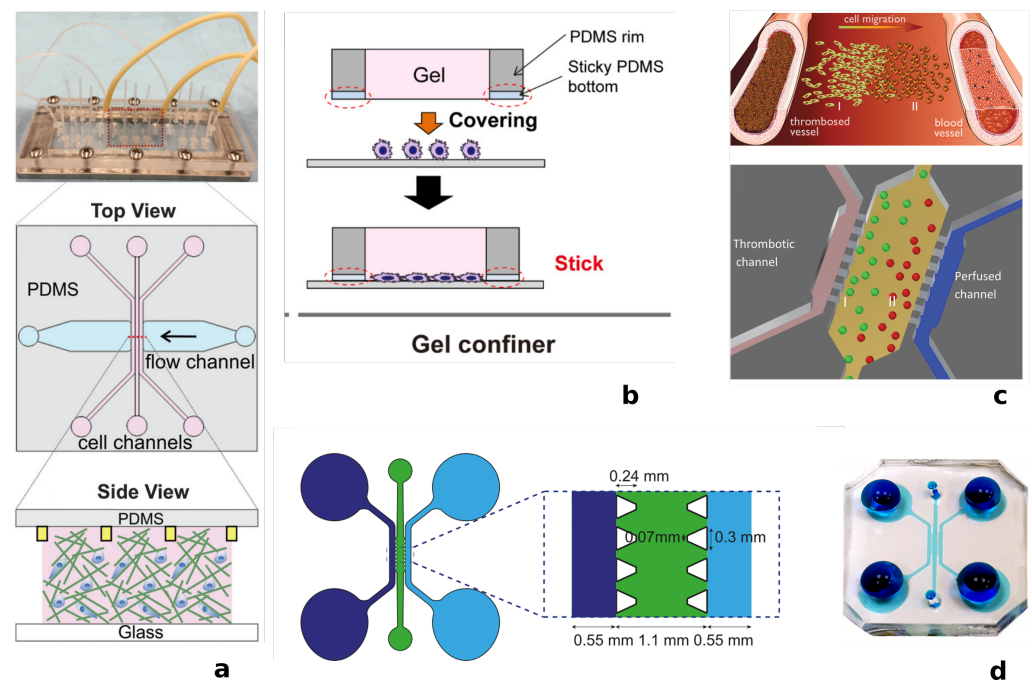 Top View
PDMS
flow channel
cell channels
Side View
PDMS
Glass
a
Gel
PDMS rim
Sticky PDMS
bottom
Covering
Stick
Gel confiner
b
cell migration
I
II
thrombosed
vessel
blood
vessel
Thrombotic
channel
Perfused
channel
I
II
c
0.24 mm
0.07mm
0.3 mm
0.55 mm
1.1 mm
0.55 mm
d